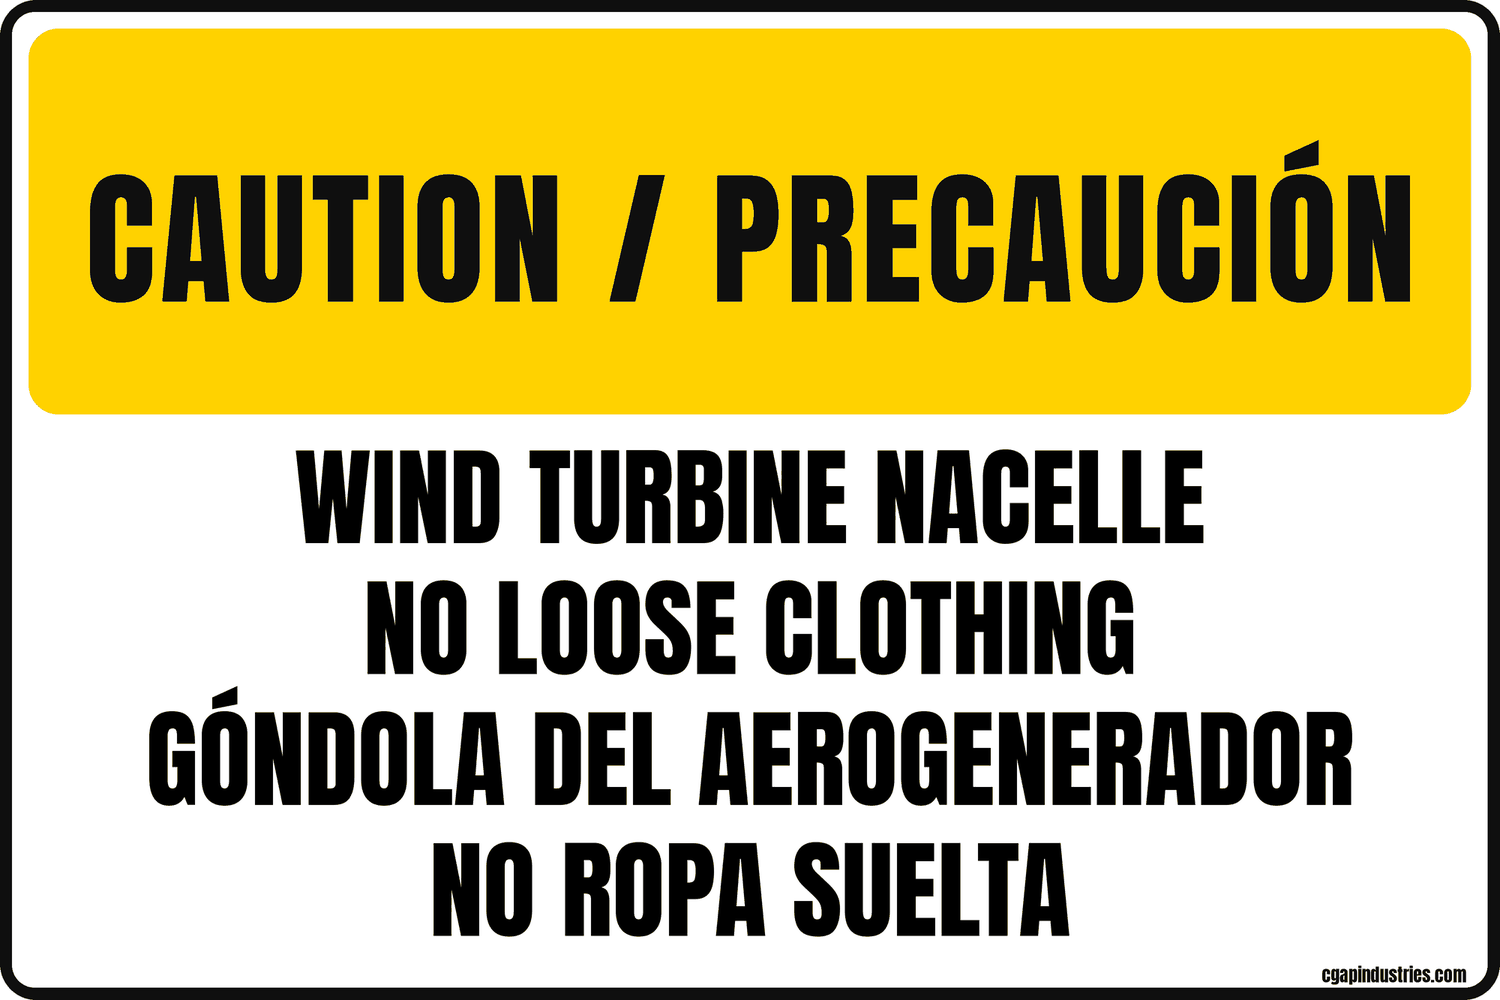 CAUTION / PRECAUCIÓN
WIND TURBINE NACELLE
NO LOOSE CLOTHING
GÓNDOLA DEL AEROGENERADOR
NO ROPA SUELTA
cgapindustries.com